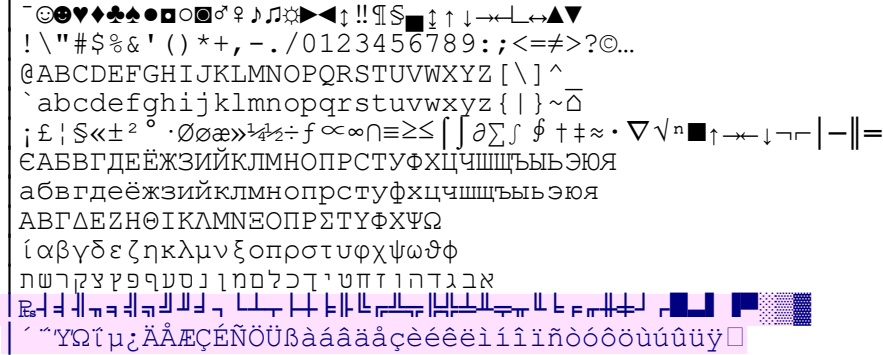 ¯☺☻♥♦♣♠●◘○◙♂♀♪♫☼►◄↕‼¶§▄↨↑↓→←∟↔▲▼
!\"#$%&'()*+,-./0123456789:;<=≠>?©…
@ABCDEFGHIJKLMNOPQRSTUVWXYZ[\]^
`abcdefghijklmnopqrstuvwxyz{|}~⌂
¡£¦§«±²°·Øøæ»¼½÷ƒ∝∞∩≡≥≤⌠⌡∂∑∫∮†‡≈•∇√ⁿ■↑→←↓¬⌐│─║═
ЄАБВГДЕЁЖЗИЙКЛМНОПРСТУФХЦЧШЩЪЫЬЭЮЯ
абвгдеёжзийклмнопрстуфхцчшщъыьэюя
ΑΒΓΔΕΖΗΘΙΚΛΜΝΞΟΠΡΣΤΥΦΧΨΩ
ίαβγδεζηκλμνξοπρστυφχψωϑϕ
אבגדהוזחטיךכלםמןנסעףפץצקרשת
₧┤╡╢╖╕╣╗╝╜╛┐└┴┬├┼╞╟╚╔╩╦╠╬╧╨╤╥╙╘╒╓╫╪┘┌█▄▌▐▀░▒▓
´¨ΎΩΐµ¿ÄÅÆÇÉÑÖÜßàáâäåçèéêëìíîïñòóôöùúûüÿ□